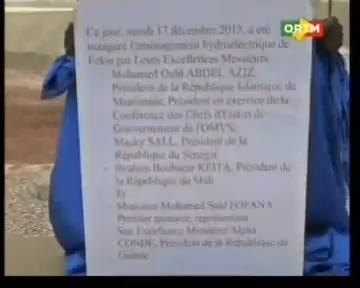 ORTM
Ce jour, mardi 17 décembre 2013, a été
inauguré l'aménagement hydroélectrique de
Félou par Leurs Excellences Messieurs
Mohamed Ould ABDEL AZIZ
Président de la République Islamique de
Mauritanie, Président en exercice de la
Conférence des Chefs d'Etat et de
Gouvernement de l'OMVS,
Macky SALL, Président de la
République du Sénégal
Ibrahim Boubacar KEITA, Président de
la République du Mali
Et
Monsieur Mohamed Said FOFANA
Premier ministre, représentant
Son Excellence Monsieur Alpha
CONDE, Président de la République de
Guinée